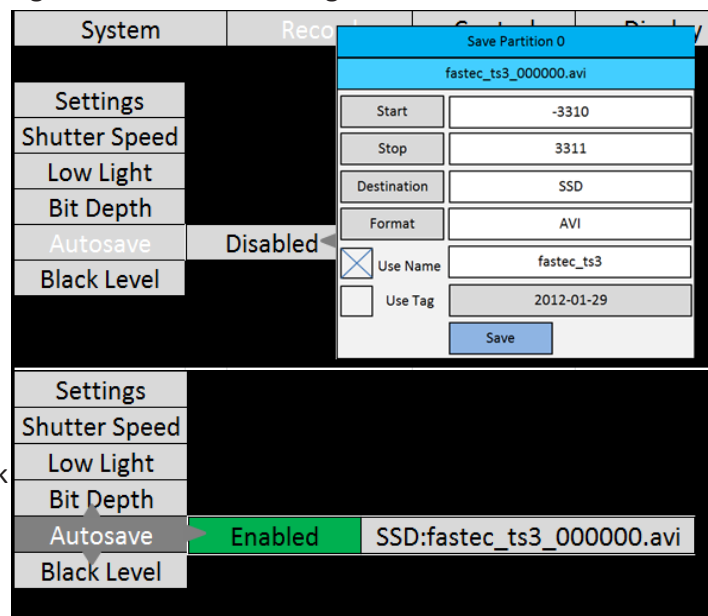 System
Save Partition 0
fastec_ts3_000000.avi
Settings
Start -3310
Shutter Speed
Stop 3311
Low Light
Destination SSD
Bit Depth
Format AVI
Autosave Disabled
Use Name fastec_ts3
Black Level
Use Tag 2012-01-29
Save
Settings
Shutter Speed
Low Light
Bit Depth
Autosave Enabled SSD:fastec_ts3_000000.avi
Black Level